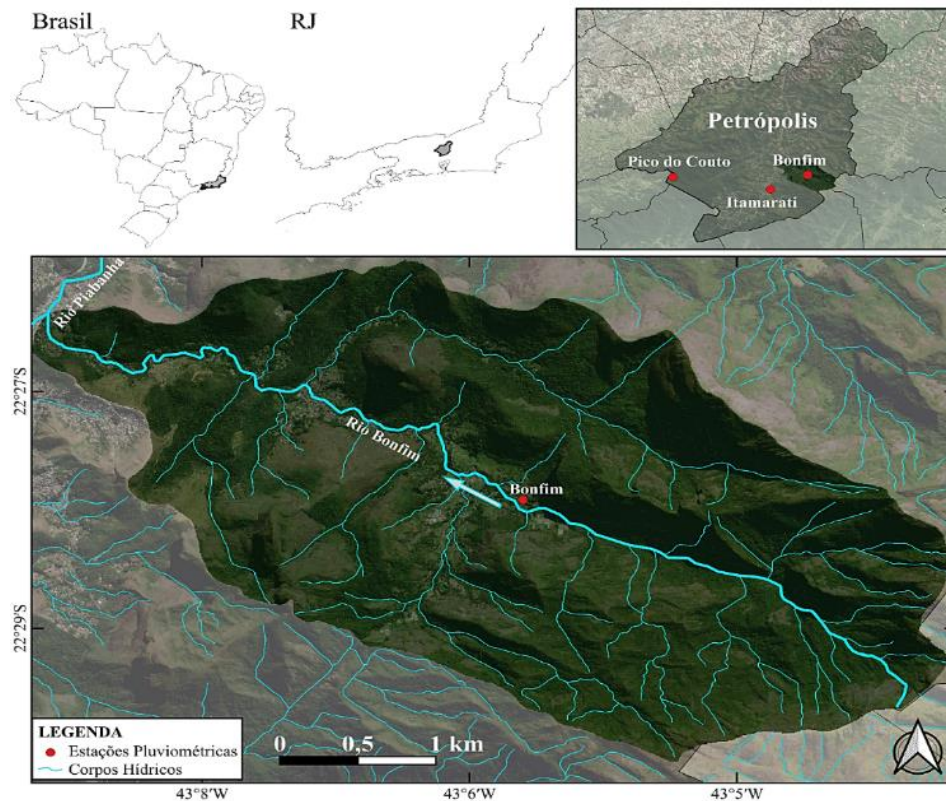 Brasil
RJ
Petrópolis
Pico do Couto
Bonfim
Itamarati
Rio Piabanha
Rio Bonfim
Bonfim
22°27'S
22°29'S
LEGENDA
Estações Pluviométricas
Corpos Hídricos
0 0,5 1 km
43°8'W
43°6'W
43°5'W